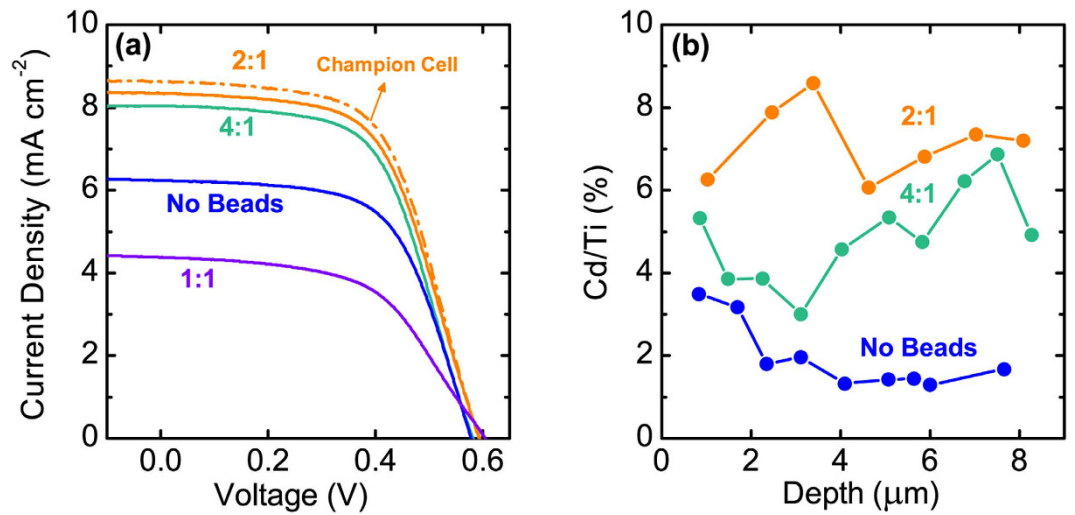 (a)
2:1
Champion Cell
4:1
No Beads
1:1
10
8
6
4
2
0
0.0 0.2 0.4 0.6
Voltage (V)
Current Density (mA cm⁻²)
(b)
2:1
4:1
No Beads
10
8
6
4
2
0
0 2 4 6 8
Depth (μm)
Cd/Ti (%)